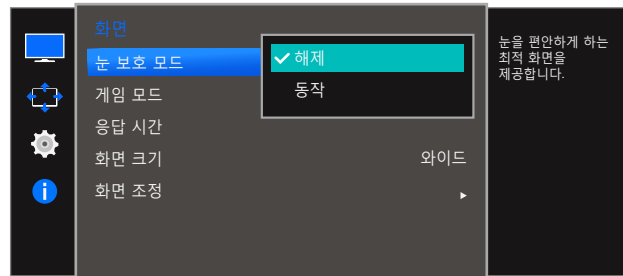 화면
눈 보호 모드
해제
게임 모드
동작
응답 시간
화면 크기
와이드
화면 조정
눈을 편안하게 하는
최적 화면을
제공합니다.